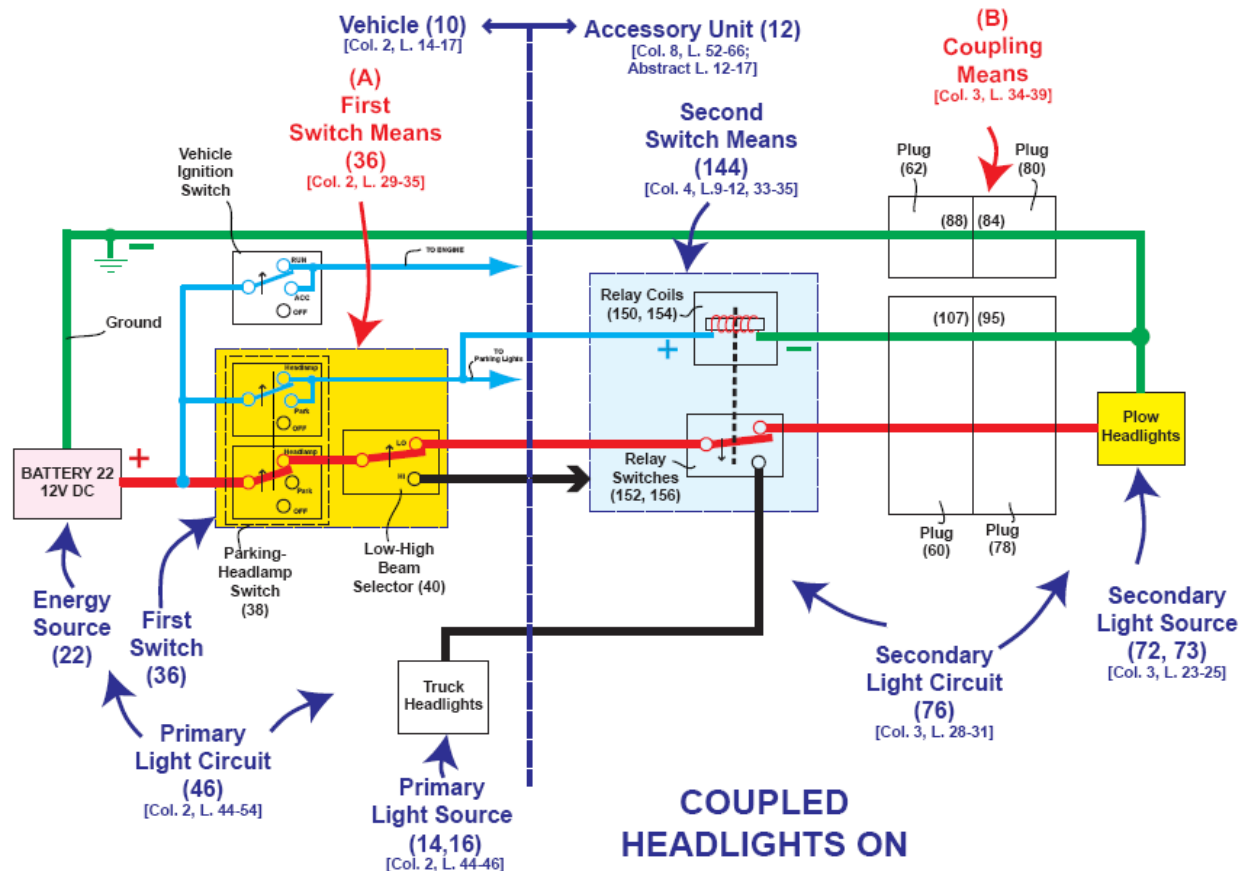 Vehicle (10)
[Col. 2, L. 14-17]
Accessory Unit (12)
[Col. 8, L. 52-66;
Abstract L. 12-17]
(B)
Coupling
Means
[Col. 3, L. 34-39]
(A)
First
Switch Means
(36)
[Col. 2, L. 29-35]
Second
Switch Means
(144)
[Col. 4, L.9-12, 33-35]
Vehicle
Ignition
Switch
Plug
(62)
Plug
(80)
(88)
(84)
RUN
ACC
OFF
TO ENGINE
Ground
Relay Coils
(150, 154)
+
–
(107)
(95)
TO
Parking Lights
Headlamp
Park
OFF
Plow
Headlights
BATTERY 22
12V DC
+
–
Headlamp
Park
OFF
LO
HI
Relay
Switches
(152, 156)
Plug
(60)
Plug
(78)
Parking-
Headlamp
Switch
(38)
Low-High
Beam
Selector (40)
Energy
Source
(22)
First
Switch
(36)
Secondary
Light Source
(72, 73)
[Col. 3, L. 23-25]
Truck
Headlights
Secondary
Light Circuit
(76)
[Col. 3, L. 28-31]
Primary
Light Circuit
(46)
[Col. 2, L. 44-54]
Primary
Light Source
(14,16)
[Col. 2, L. 44-46]
COUPLED
HEADLIGHTS ON